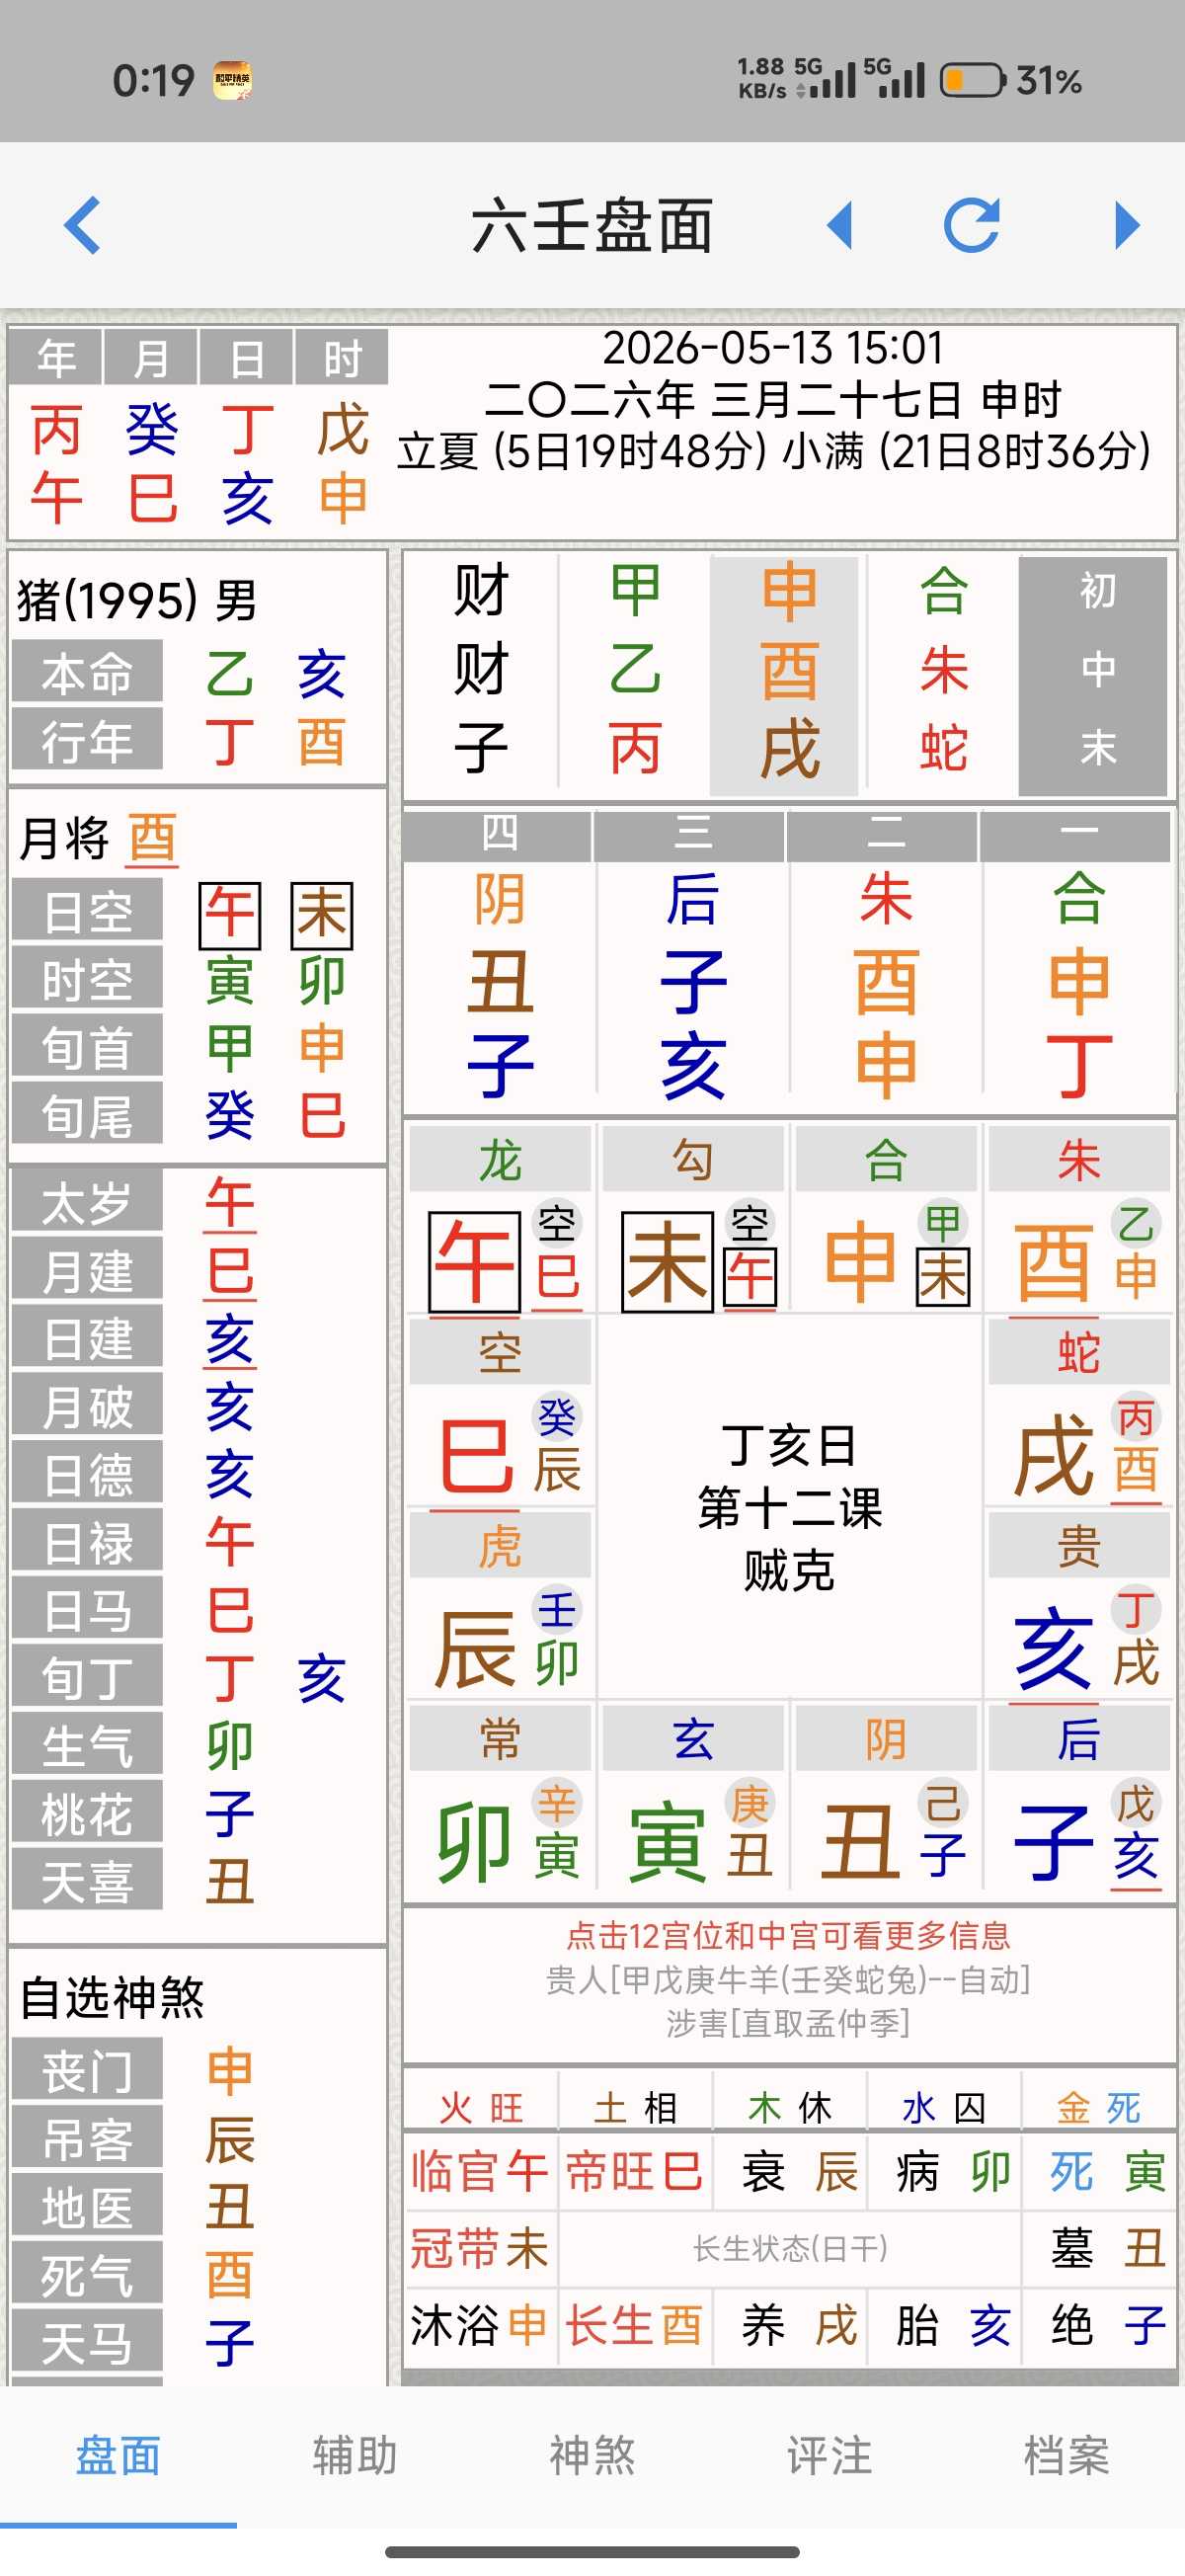 0:19 1.88 KB/s 5G 5G 31%
六壬盘面
年 月 日 时
丙 癸 丁 戊
午 巳 亥 申
2026-05-13 15:01
二〇二六年 三月二十七日 申时
立夏 (5日19时48分) 小满 (21日8时36分)
猪(1995) 男
本命 乙 亥
行年 丁 酉
月将 酉
日空 午 未
时空 寅 卯
旬首 甲 申
旬尾 癸 巳
太岁 午
月建 巳
日建 亥
月破 亥
日德 亥
日禄 午
日马 巳
旬丁 丁 亥
生气 卯
桃花 子
天喜 丑
自选神煞
丧门 申
吊客 辰
地医 丑
死气 酉
天马 子
财 甲 申 合 初
财 乙 酉 朱 中
子 丙 戌 蛇 末
四 三 二 一
阴 后 朱 合
丑 子 酉 申
子 亥 申 丁
龙 勾 合 朱
午 空 巳 未 空 午 申 甲 未 酉 乙 申
空 蛇
巳 癸 辰 戌 丙 酉
丁亥日
第十二课
贼克
虎 贵
辰 壬 卯 亥 丁 戌
常 玄 阴 后
卯 辛 寅 寅 庚 丑 丑 己 子 子 戊 亥
点击12宫位和中宫可看更多信息
贵人[甲戊庚牛羊(壬癸蛇兔)--自动]
涉害[直取孟仲季]
火 旺 土 相 木 休 水 囚 金 死
临官 午 帝旺 巳 衰 辰 病 卯 死 寅
冠带 未 长生状态(日干) 墓 丑
沐浴 申 长生 酉 养 戌 胎 亥 绝 子
盘面 辅助 神煞 评注 档案